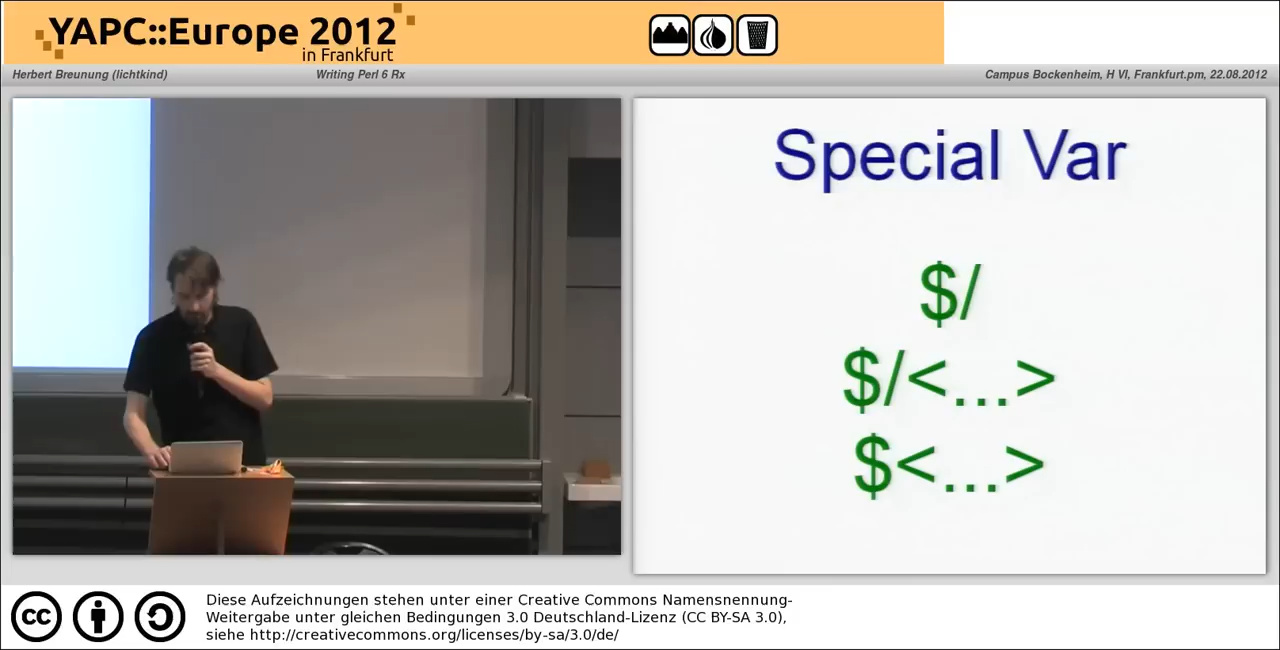 YAPC::Europe 2012
in Frankfurt
Herbert Breunung (lichtkind)
Writing Perl 6 Rx
Campus Bockenheim, H VI, Frankfurt.pm, 22.08.2012
Special Var
$/
$/<...>
$<...>
cc
Diese Aufzeichnungen stehen unter einer Creative Commons Namensnennung-
Weitergabe unter gleichen Bedingungen 3.0 Deutschland-Lizenz (CC BY-SA 3.0),
siehe http://creativecommons.org/licenses/by-sa/3.0/de/